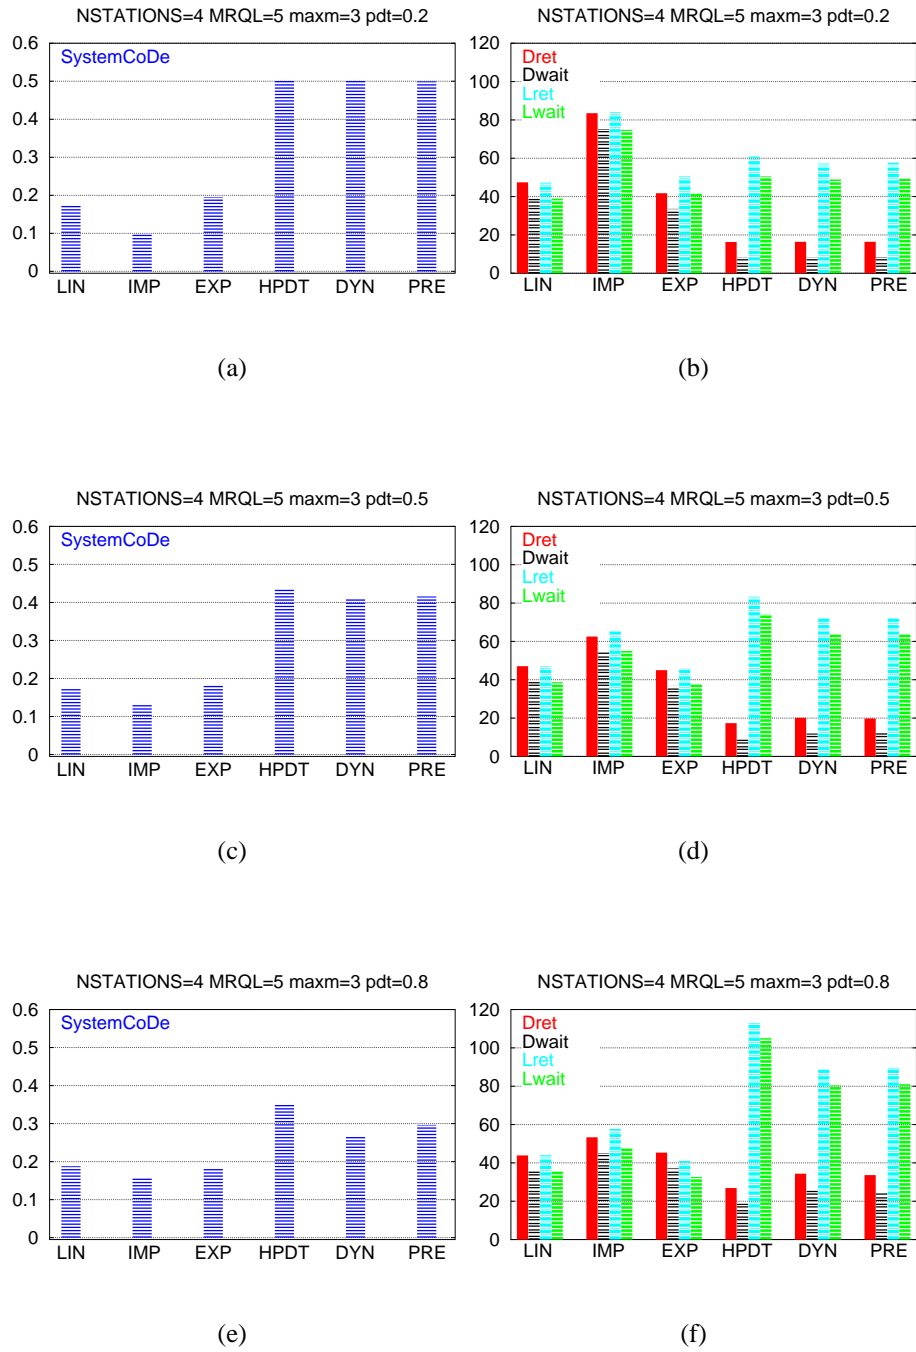 NSTATIONS=4 MRQL=5 maxm=3 pdt=0.2
0.6
SystemCoDe
0.5
0.4
0.3
0.2
0.1
0
LIN IMP EXP HPDT DYN PRE
(a)
NSTATIONS=4 MRQL=5 maxm=3 pdt=0.2
120
Dret
Dwait
100
Lret
Lwait
80
60
40
20
0
LIN IMP EXP HPDT DYN PRE
(b)
NSTATIONS=4 MRQL=5 maxm=3 pdt=0.5
0.6
SystemCoDe
0.5
0.4
0.3
0.2
0.1
0
LIN IMP EXP HPDT DYN PRE
(c)
NSTATIONS=4 MRQL=5 maxm=3 pdt=0.5
120
Dret
Dwait
100
Lret
Lwait
80
60
40
20
0
LIN IMP EXP HPDT DYN PRE
(d)
NSTATIONS=4 MRQL=5 maxm=3 pdt=0.8
0.6
SystemCoDe
0.5
0.4
0.3
0.2
0.1
0
LIN IMP EXP HPDT DYN PRE
(e)
NSTATIONS=4 MRQL=5 maxm=3 pdt=0.8
120
Dret
Dwait
100
Lret
Lwait
80
60
40
20
0
LIN IMP EXP HPDT DYN PRE
(f)